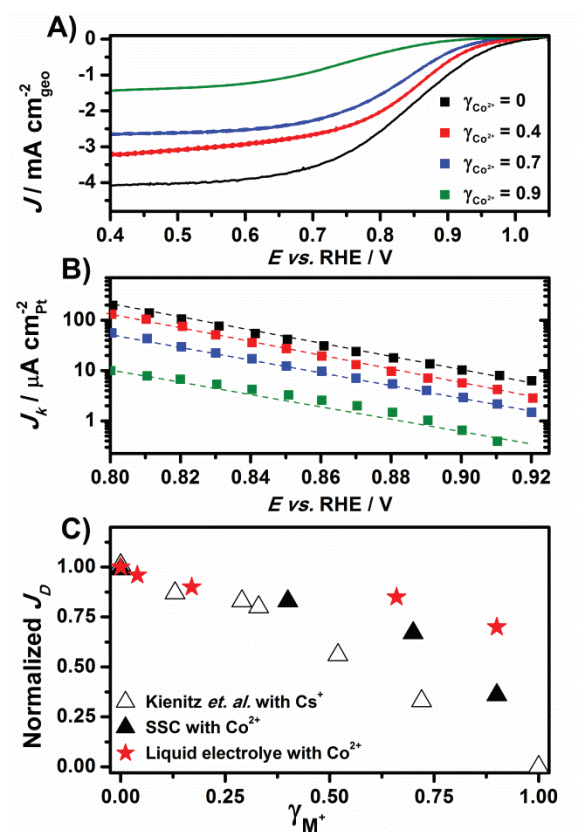 A)
0
-1
-2
-3
-4
J / mA cm⁻²geo
γCo²⁺ = 0
γCo²⁺ = 0.4
γCo²⁺ = 0.7
γCo²⁺ = 0.9
0.4 0.5 0.6 0.7 0.8 0.9 1.0
E vs. RHE / V
B)
100
10
1
Jk / μA cm⁻²Pt
0.80 0.82 0.84 0.86 0.88 0.90 0.92
E vs. RHE / V
C)
1.00
0.75
0.50
0.25
0.00
Normalized JD
Kienitz et. al. with Cs⁺
SSC with Co²⁺
Liquid electrolye with Co²⁺
0.00 0.25 0.50 0.75 1.00
γM⁺